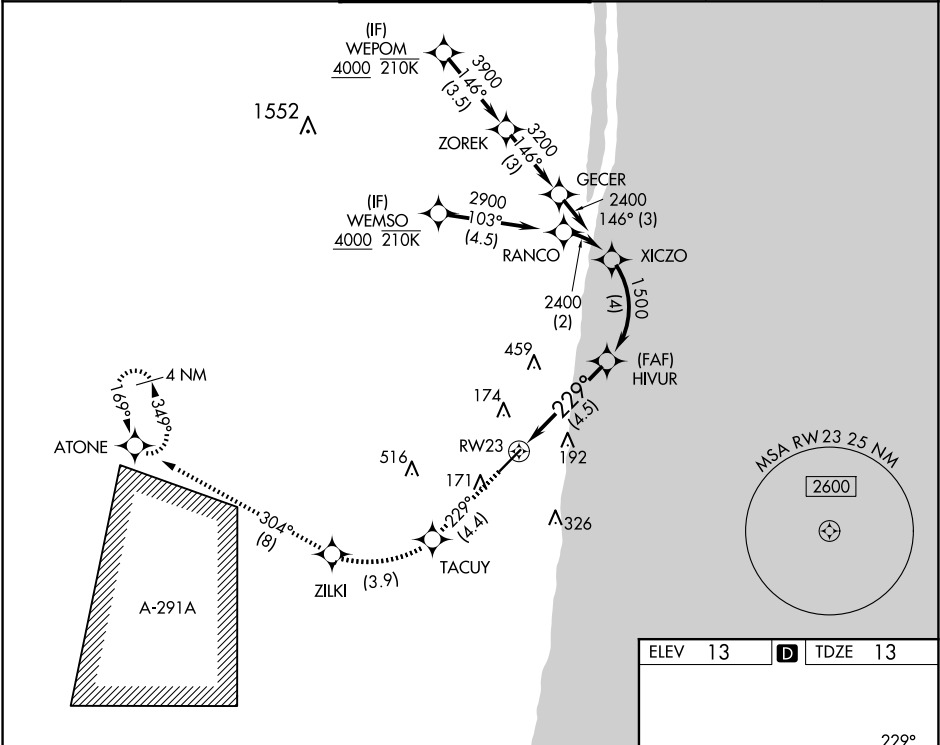 (IF)
WEPOM
4000 210K
3900
146°
(3.5)
1552
ZOREK
3200
146°
(3)
GECER
2400
146° (3)
(IF)
WEMSO
4000 210K
2900
103°
(4.5)
RANCO
XICZO
2400
(2)
1500
(4)
(FAF)
HIVUR
459
174
229°
(4.5)
4 NM
169°
349°
ATONE
RW23
192
516
171
229°
(4.4)
326
304°
(8)
TACUY
ZILKI
(3.9)
A-291A
MSA RW23 25 NM
2600
ELEV 13 D TDZE 13
229°